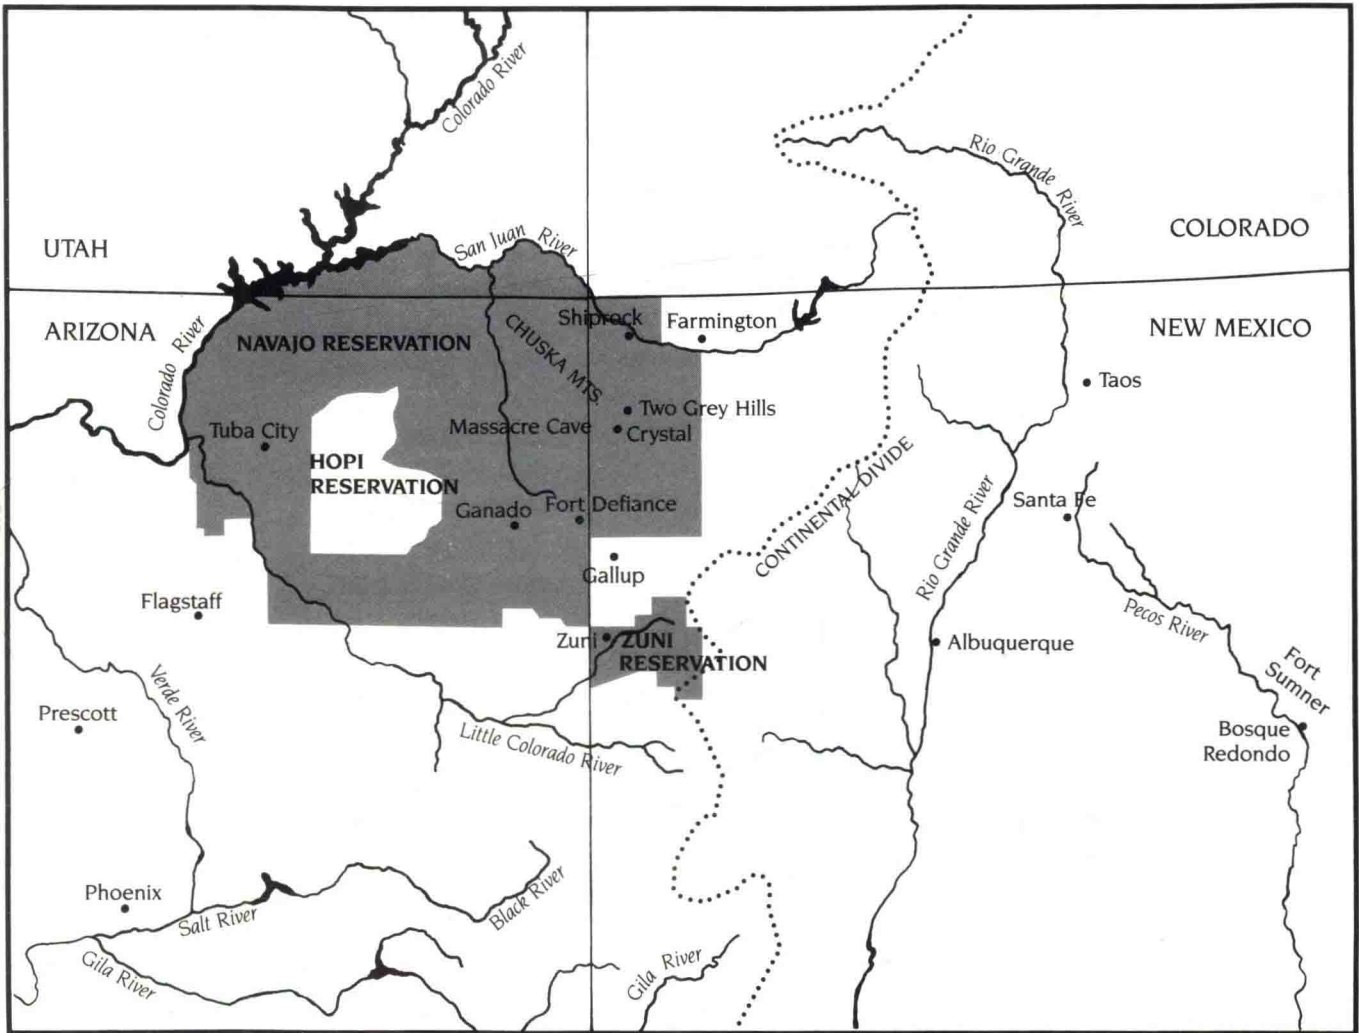 Colorado River
Rio Grande River
UTAH
San Juan River
COLORADO
ARIZONA
Colorado River
NAVAJO RESERVATION
CHUSKA MTS.
Shiprock
Farmington
NEW MEXICO
Taos
Tuba City
Massacre Cave
Two Grey Hills
Crystal
HOPI
RESERVATION
CONTINENTAL DIVIDE
Rio Grande River
Santa Fe
Ganado
Fort Defiance
Gallup
Flagstaff
Pecos River
Zuni
ZUNI
RESERVATION
Albuquerque
Fort
Sumner
Verde River
Prescott
Little Colorado River
Bosque
Redondo
Phoenix
Salt River
Black River
Gila River
Gila River